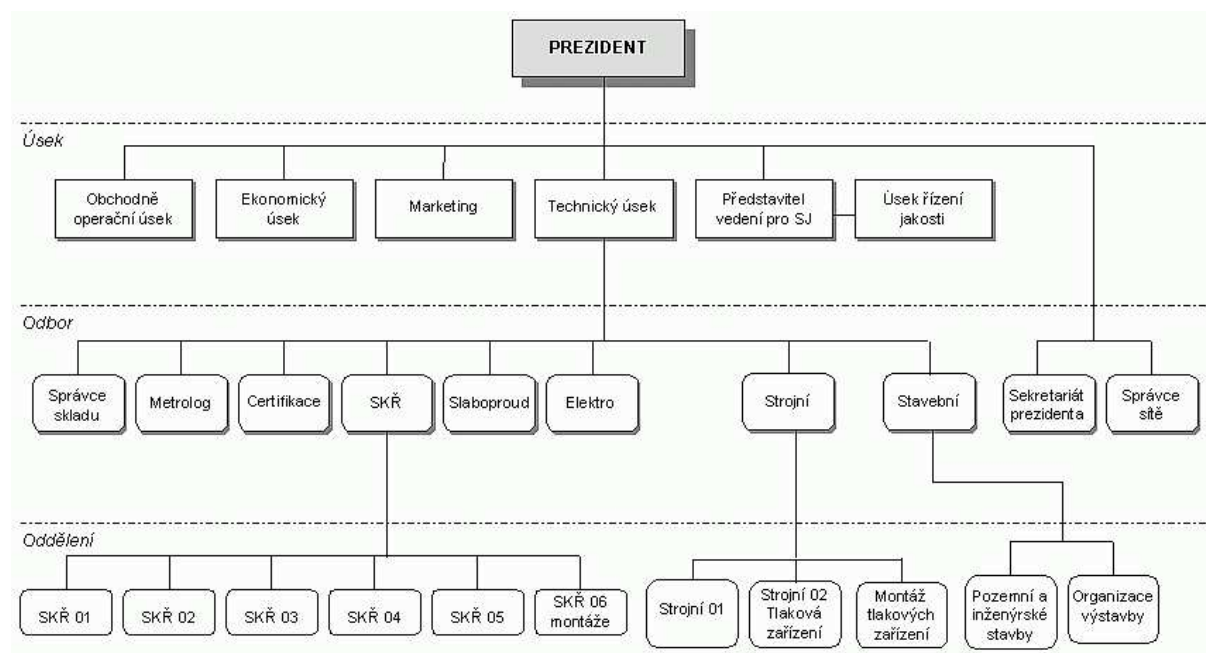 PREZIDENT
Úsek
Obchodně
operační úsek
Ekonomický
úsek
Marketing
Technický úsek
Představitel
vedení pro SJ
Úsek řízení
jakosti
Odbor
Správce
skladu
Metrolog
Certifikace
SKŘ
Slaboproud
Elektro
Strojní
Stavební
Sekretariát
prezidenta
Správce
sítě
Oddělení
SKŘ 01
SKŘ 02
SKŘ 03
SKŘ 04
SKŘ 05
SKŘ 06
montáže
Strojní 01
Strojní 02
Tlaková
zařízení
Montáž
tlakových
zařízení
Pozemní a
inženýrské
stavby
Organizace
výstavby